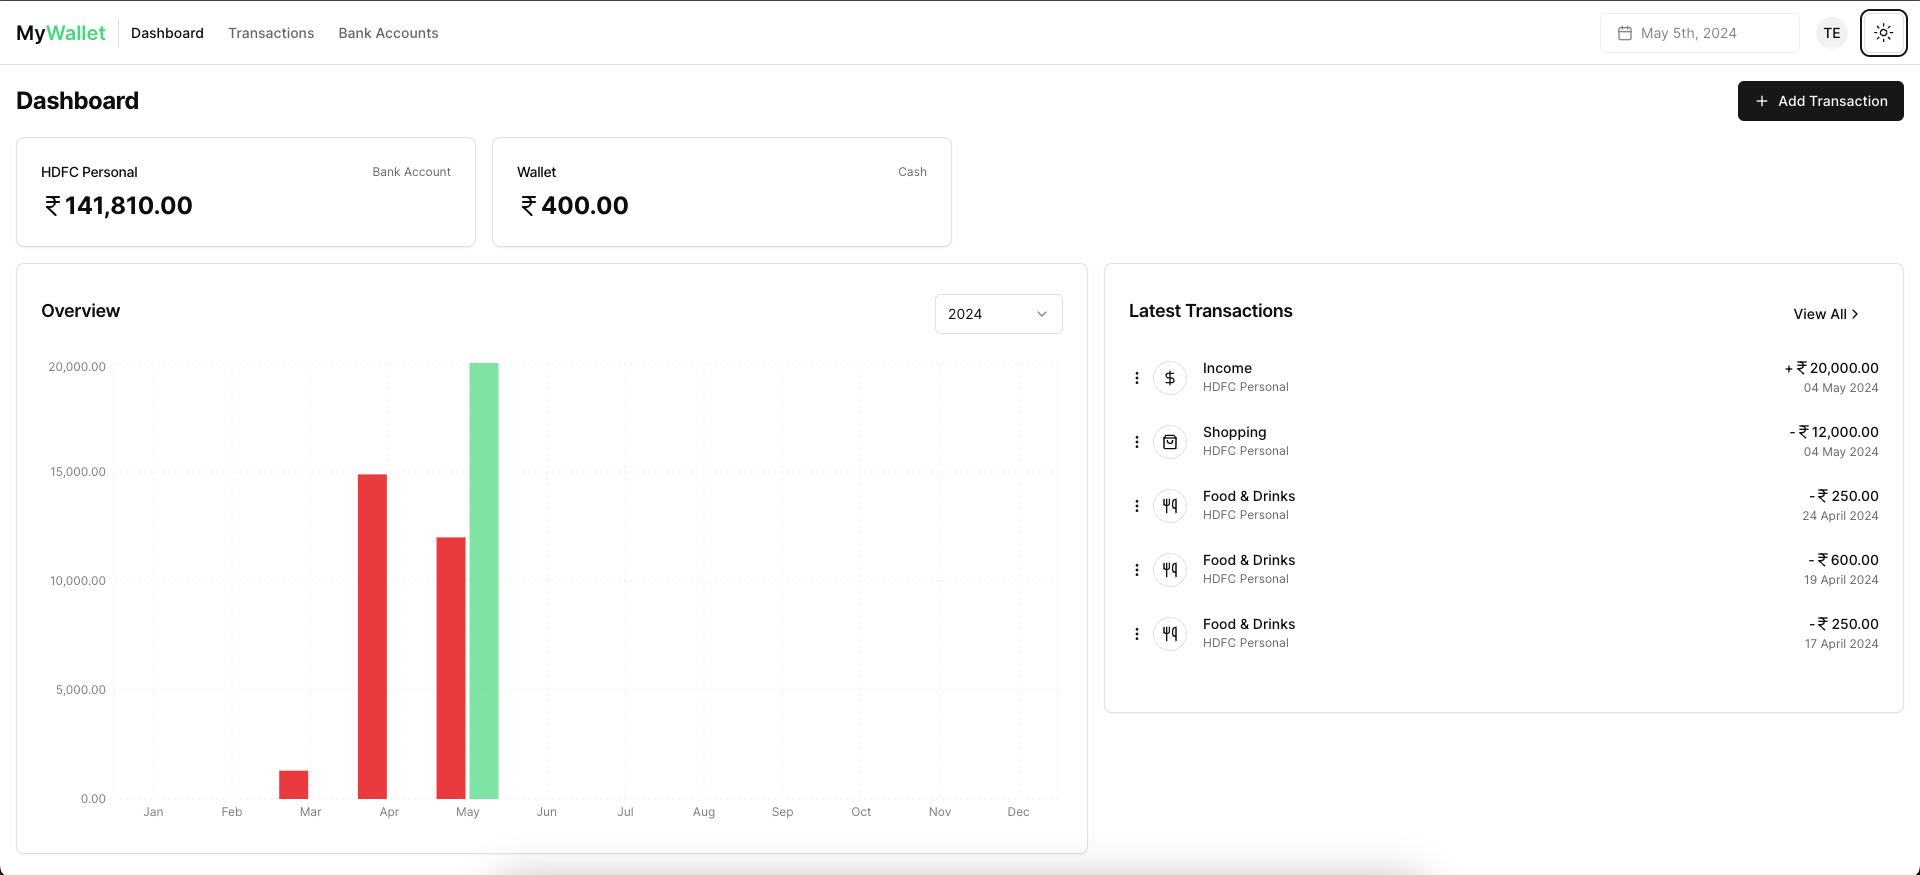 MyWallet Dashboard Transactions Bank Accounts May 5th, 2024 TE
Dashboard
+ Add Transaction
HDFC Personal Bank Account
₹141,810.00
Wallet Cash
₹400.00
Overview
2024
20,000.00
15,000.00
10,000.00
5,000.00
0.00
Jan Feb Mar Apr May Jun Jul Aug Sep Oct Nov Dec
Latest Transactions
View All >
Income
+₹20,000.00
HDFC Personal
04 May 2024
Shopping
-₹12,000.00
HDFC Personal
04 May 2024
Food & Drinks
-₹250.00
HDFC Personal
24 April 2024
Food & Drinks
-₹600.00
HDFC Personal
19 April 2024
Food & Drinks
-₹250.00
HDFC Personal
17 April 2024